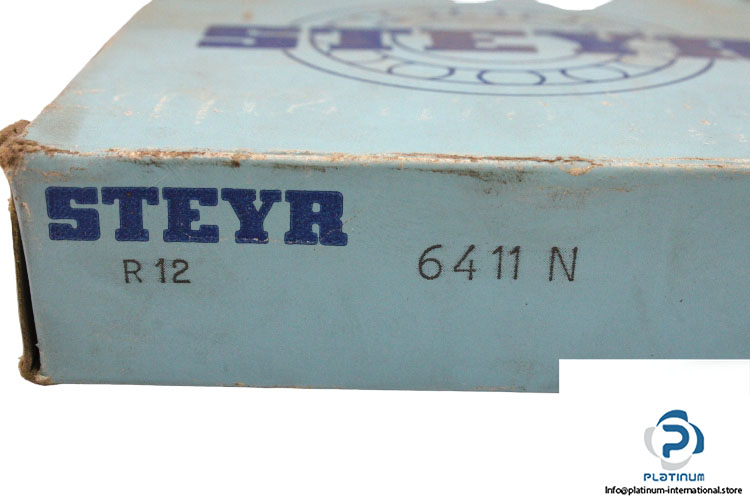 STEYR
STEYR
R 12
6411 N
PLATINUM
Info@platinum-international.store